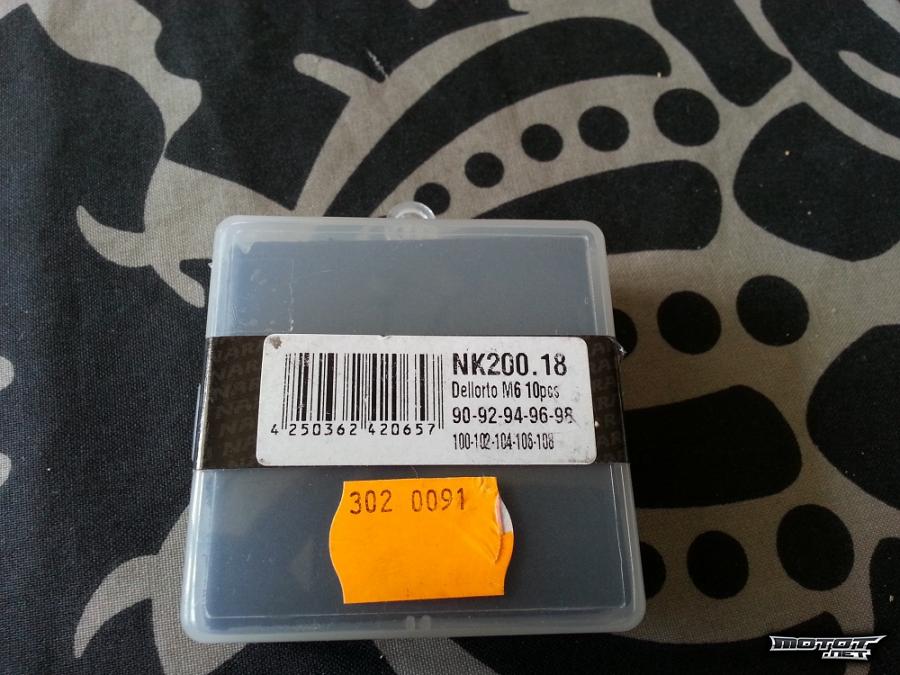 NK200.18
Dellorto M6 10pcs
90-92-94-96-98
100-102-104-106-108
4 250362 420657
302 0091
MOTOT
.NET